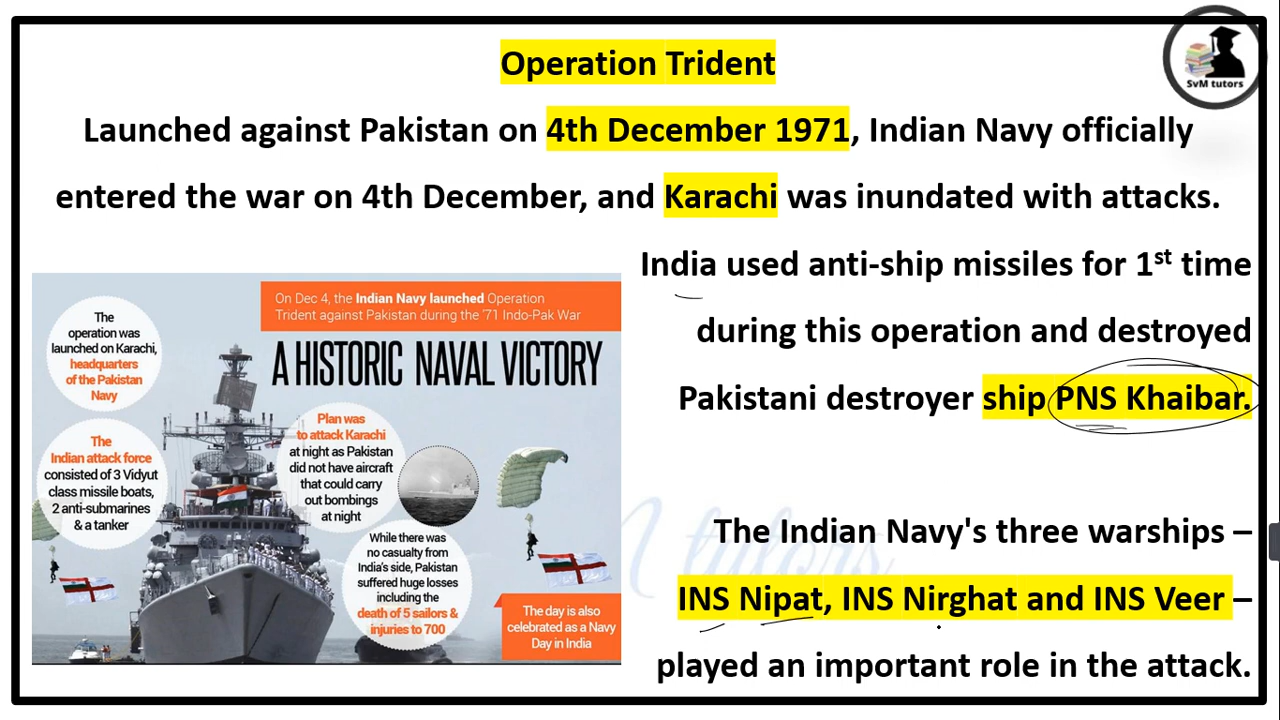 SvM tutors
Operation Trident
Launched against Pakistan on 4th December 1971, Indian Navy officially
entered the war on 4th December, and Karachi was inundated with attacks.
India used anti-ship missiles for 1st time
during this operation and destroyed
Pakistani destroyer ship PNS Khaibar.
The Indian Navy's three warships –
INS Nipat, INS Nirghat and INS Veer –
played an important role in the attack.
On Dec 4, the Indian Navy launched Operation
Trident against Pakistan during the '71 Indo-Pak War
A HISTORIC NAVAL VICTORY
The
operation was
launched on Karachi,
headquarters
of the Pakistan
Navy
The
Indian attack force
consisted of 3 Vidyut
class missile boats,
2 anti-submarines
& a tanker
Plan was
to attack Karachi
at night as Pakistan
did not have aircraft
that could carry
out bombings
at night
While there was
no casualty from
India's side, Pakistan
suffered huge losses
including the
death of 5 sailors &
injuries to 700
The day is also
celebrated as a Navy
Day in India
tutors